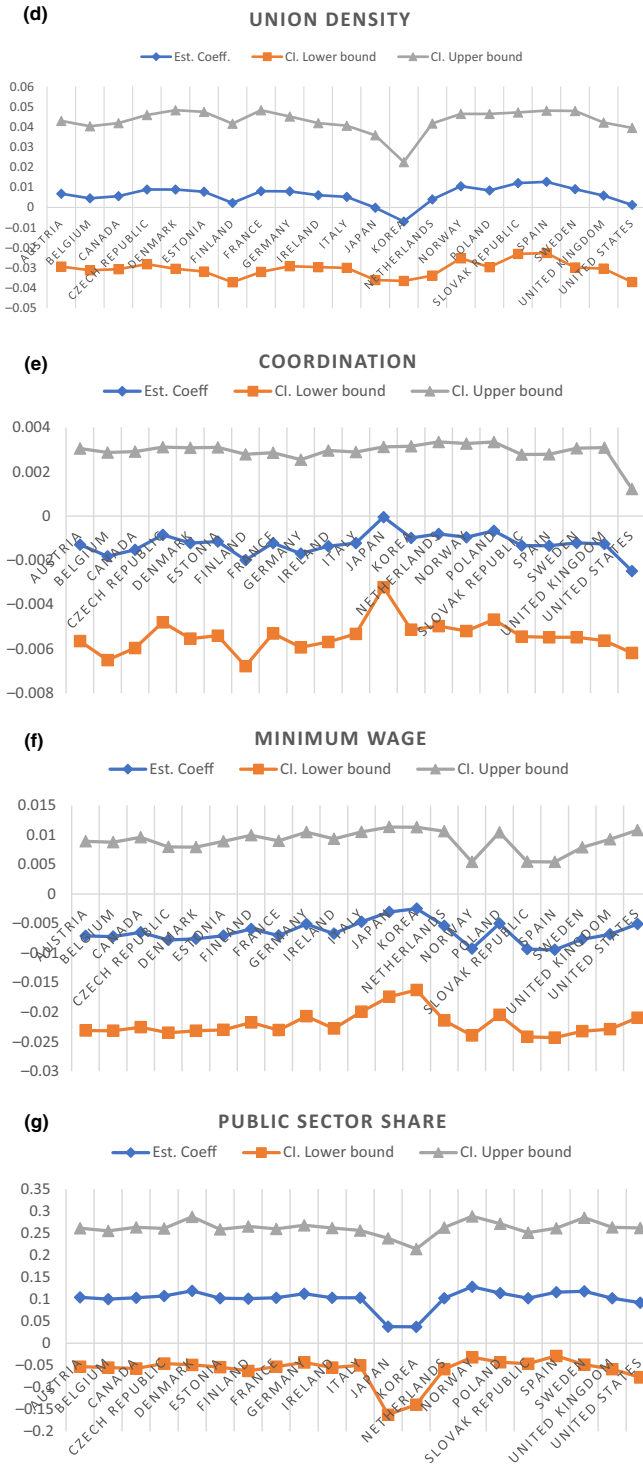 (d)
UNION DENSITY
Est. Coeff. CI. Lower bound CI. Upper bound
0.06
0.05
0.04
0.03
0.02
0.01
0
−0.01
−0.02
−0.03
−0.04
−0.05
AUSTRIA
BELGIUM
CANADA
CZECH REPUBLIC
DENMARK
ESTONIA
FINLAND
FRANCE
GERMANY
IRELAND
ITALY
JAPAN
KOREA
NETHERLANDS
NORWAY
POLAND
SLOVAK REPUBLIC
SPAIN
SWEDEN
UNITED KINGDOM
UNITED STATES
(e)
COORDINATION
Est. Coeff CI. Lower bound CI. Upper bound
0.004
0.002
0
−0.002
−0.004
−0.006
−0.008
AUSTRIA
BELGIUM
CANADA
CZECH REPUBLIC
DENMARK
ESTONIA
FINLAND
FRANCE
GERMANY
IRELAND
ITALY
JAPAN
KOREA
NETHERLANDS
NORWAY
POLAND
SLOVAK REPUBLIC
SPAIN
SWEDEN
UNITED KINGDOM
UNITED STATES
(f)
MINIMUM WAGE
Est. Coeff CI. Lower bound CI. Upper bound
0.015
0.01
0.005
0
−0.005
−0.01
−0.015
−0.02
−0.025
−0.03
AUSTRIA
BELGIUM
CANADA
CZECH REPUBLIC
DENMARK
ESTONIA
FINLAND
FRANCE
GERMANY
IRELAND
ITALY
JAPAN
KOREA
NETHERLANDS
NORWAY
POLAND
SLOVAK REPUBLIC
SPAIN
SWEDEN
UNITED KINGDOM
UNITED STATES
(g)
PUBLIC SECTOR SHARE
Est. Coeff CI. Lower bound CI. Upper bound
0.35
0.3
0.25
0.2
0.15
0.1
0.05
0
−0.05
−0.1
−0.15
−0.2
AUSTRIA
BELGIUM
CANADA
CZECH REPUBLIC
DENMARK
ESTONIA
FINLAND
FRANCE
GERMANY
IRELAND
ITALY
JAPAN
KOREA
NETHERLANDS
NORWAY
POLAND
SLOVAK REPUBLIC
SPAIN
SWEDEN
UNITED KINGDOM
UNITED STATES